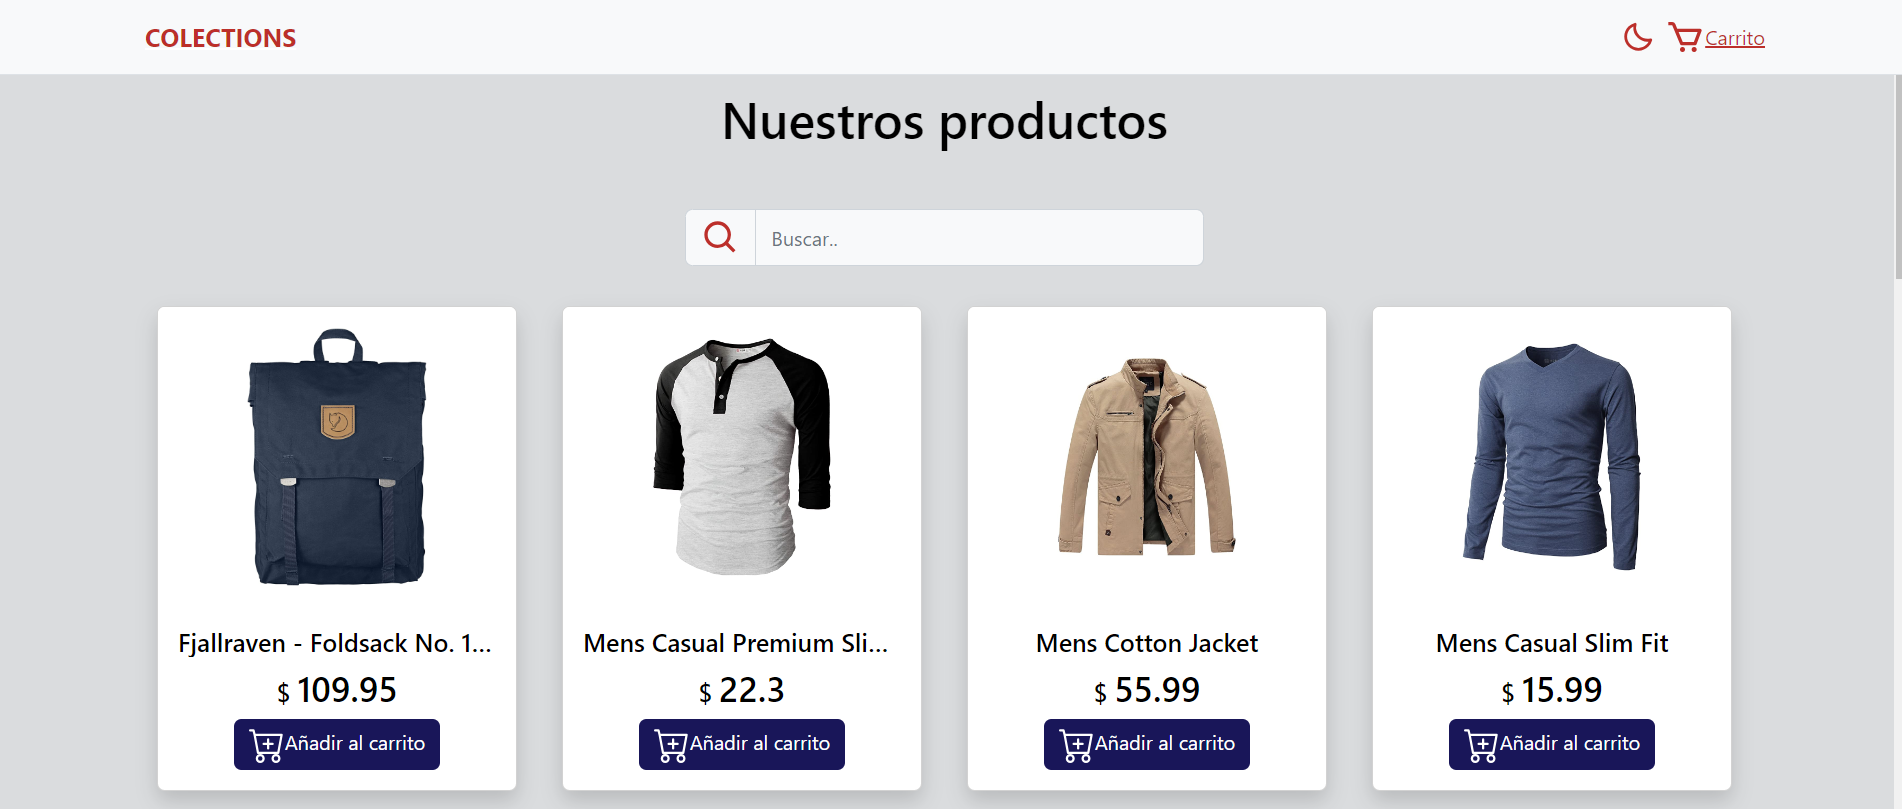 COLECTIONS
Carrito
Nuestros productos
Buscar..
Fjallraven - Foldsack No. 1...
Mens Casual Premium Sli...
Mens Cotton Jacket
Mens Casual Slim Fit
$ 109.95
$ 22.3
$ 55.99
$ 15.99
Añadir al carrito
Añadir al carrito
Añadir al carrito
Añadir al carrito